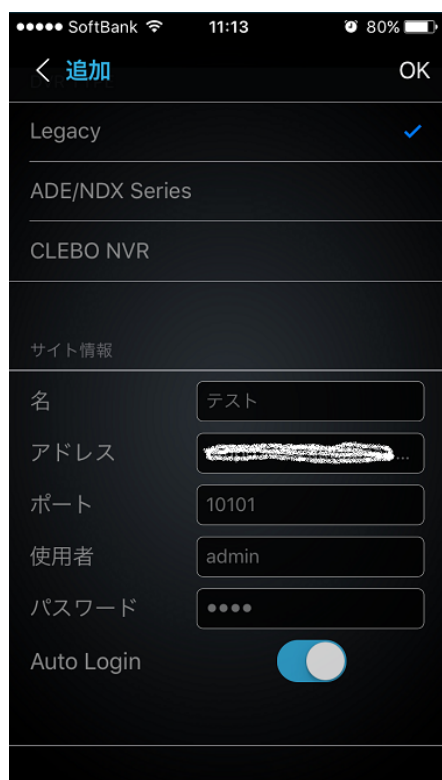 SoftBank 11:13 80%
追加 OK
Legacy
ADE/NDX Series
CLEBO NVR
サイト情報
名 テスト
アドレス ...
ポート 10101
使用者 admin
パスワード ••••
Auto Login